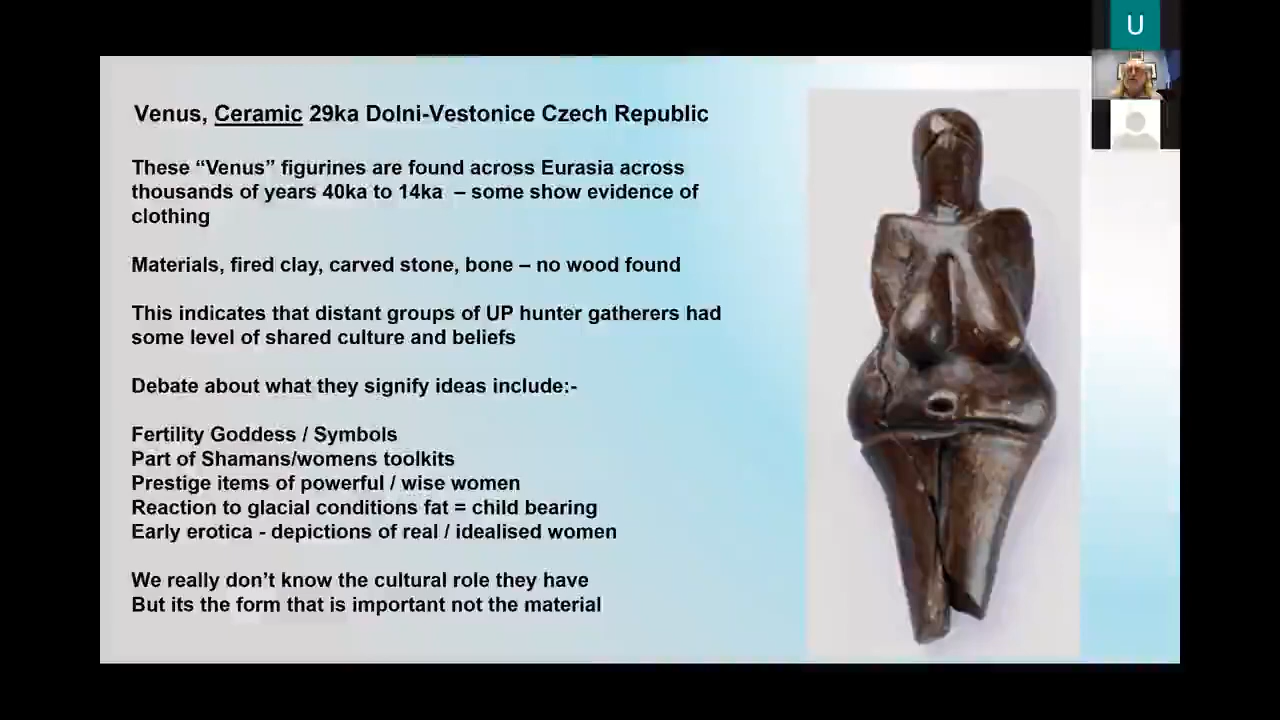 U
Venus, Ceramic 29ka Dolni-Vestonice Czech Republic
These “Venus” figurines are found across Eurasia across
thousands of years 40ka to 14ka – some show evidence of
clothing
Materials, fired clay, carved stone, bone – no wood found
This indicates that distant groups of UP hunter gatherers had
some level of shared culture and beliefs
Debate about what they signify ideas include:-
Fertility Goddess / Symbols
Part of Shamans/womens toolkits
Prestige items of powerful / wise women
Reaction to glacial conditions fat = child bearing
Early erotica - depictions of real / idealised women
We really don’t know the cultural role they have
But its the form that is important not the material